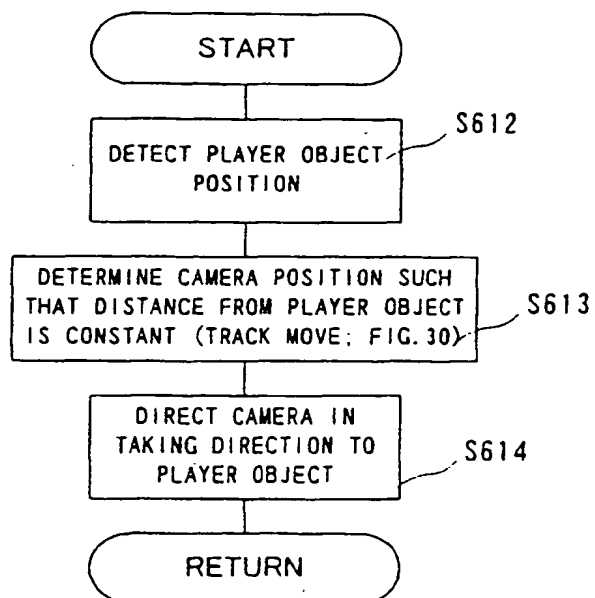 START
S612
DETECT PLAYER OBJECT
POSITION
DETERMINE CAMERA POSITION SUCH
THAT DISTANCE FROM PLAYER OBJECT
IS CONSTANT (TRACK MOVE; FIG.30)
S613
DIRECT CAMERA IN
TAKING DIRECTION TO
PLAYER OBJECT
S614
RETURN